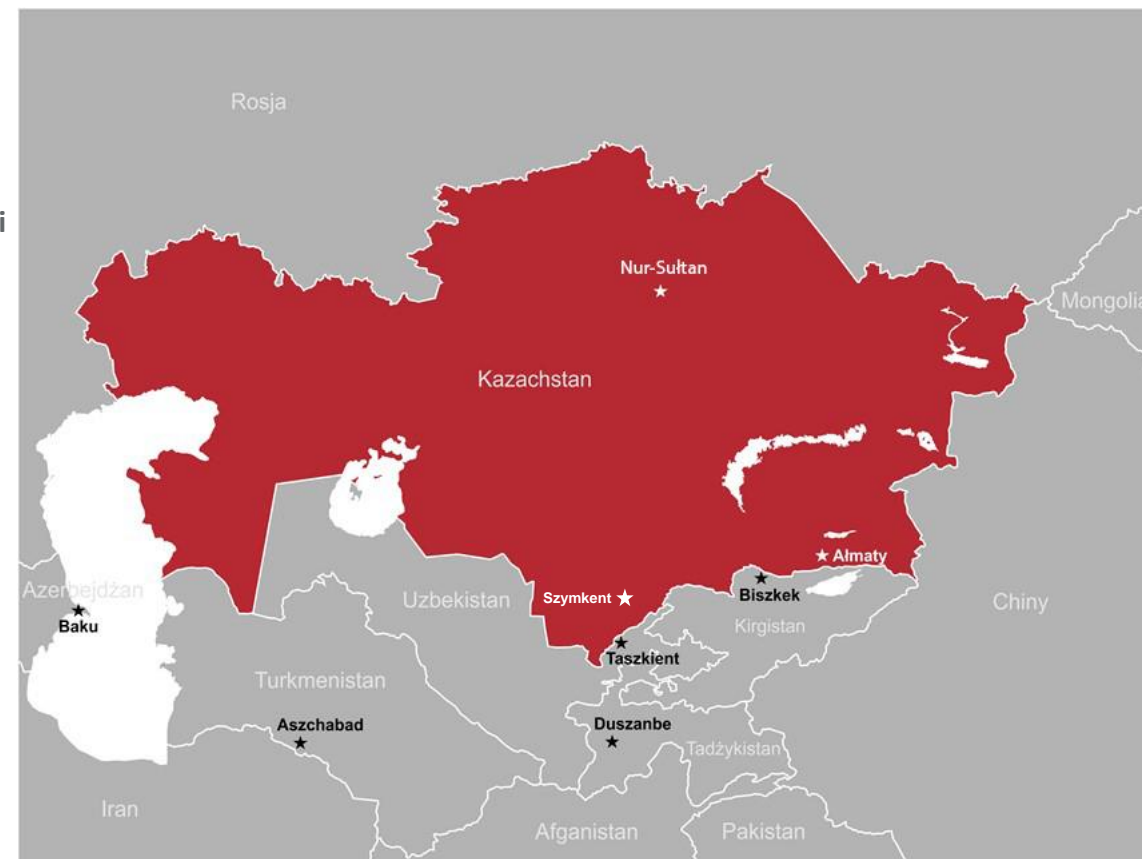 Rosja
i
Nur-Sułtan
Mongolia
Kazachstan
Ałmaty
Azerbejdżan
Szymkent
Biszkek
Uzbekistan
Chiny
Baku
Kirgistan
Taszkient
Turkmenistan
Aszchabad
Duszanbe
Tadżykistan
Iran
Afganistan
Pakistan